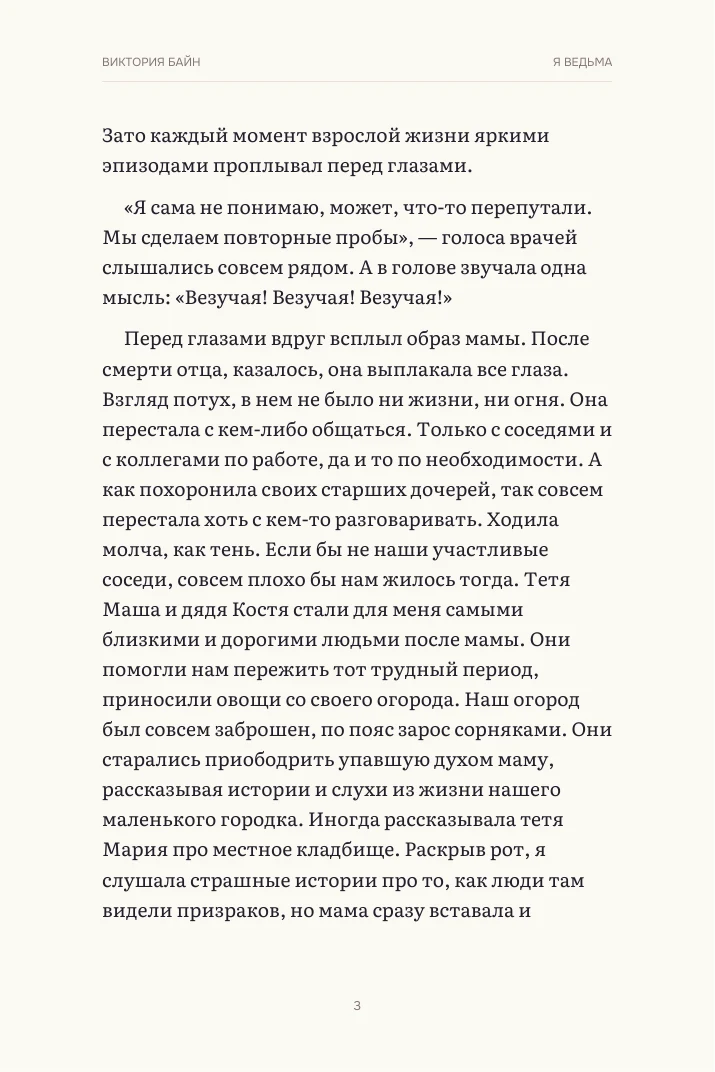 ВИКТОРИЯ БАЙН
Я ВЕДЬМА
Зато каждый момент взрослой жизни яркими
эпизодами проплывал перед глазами.
«Я сама не понимаю, может, что-то перепутали.
Мы сделаем повторные пробы», — голоса врачей
слышались совсем рядом. А в голове звучала одна
мысль: «Везучая! Везучая! Везучая!»
Перед глазами вдруг всплыл образ мамы. После
смерти отца, казалось, она выплакала все глаза.
Взгляд потух, в нем не было ни жизни, ни огня. Она
перестала с кем-либо общаться. Только с соседями и
с коллегами по работе, да и то по необходимости. А
как похоронила своих старших дочерей, так совсем
перестала хоть с кем-то разговаривать. Ходила
молча, как тень. Если бы не наши участливые
соседи, совсем плохо бы нам жилось тогда. Тетя
Маша и дядя Костя стали для меня самыми
близкими и дорогими людьми после мамы. Они
помогли нам пережить тот трудный период,
приносили овощи со своего огорода. Наш огород
был совсем заброшен, по пояс зарос сорняками. Они
старались приободрить упавшую духом маму,
рассказывая истории и слухи из жизни нашего
маленького городка. Иногда рассказывала тетя
Мария про местное кладбище. Раскрыв рот, я
слушала страшные истории про то, как люди там
видели призраков, но мама сразу вставала и
3